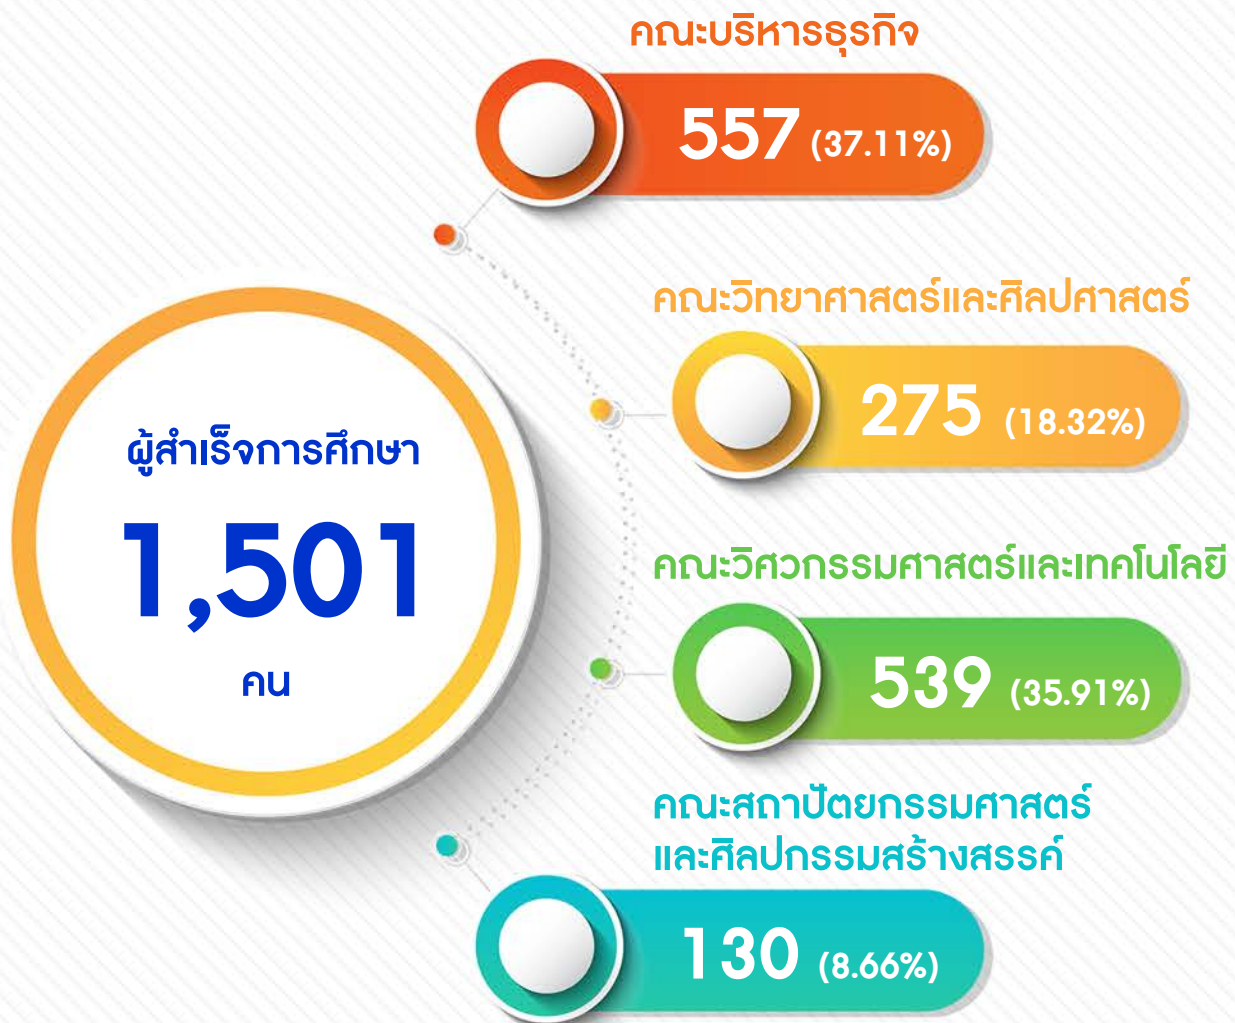 คณะบริหารธุรกิจ
557 (37.11%)
คณะวิทยาศาสตร์และศิลปศาสตร์
275 (18.32%)
ผู้สำเร็จการศึกษา
1,501
คน
คณะวิศวกรรมศาสตร์และเทคโนโลยี
539 (35.91%)
คณะสถาปัตยกรรมศาสตร์
และศิลปกรรมสร้างสรรค์
130 (8.66%)